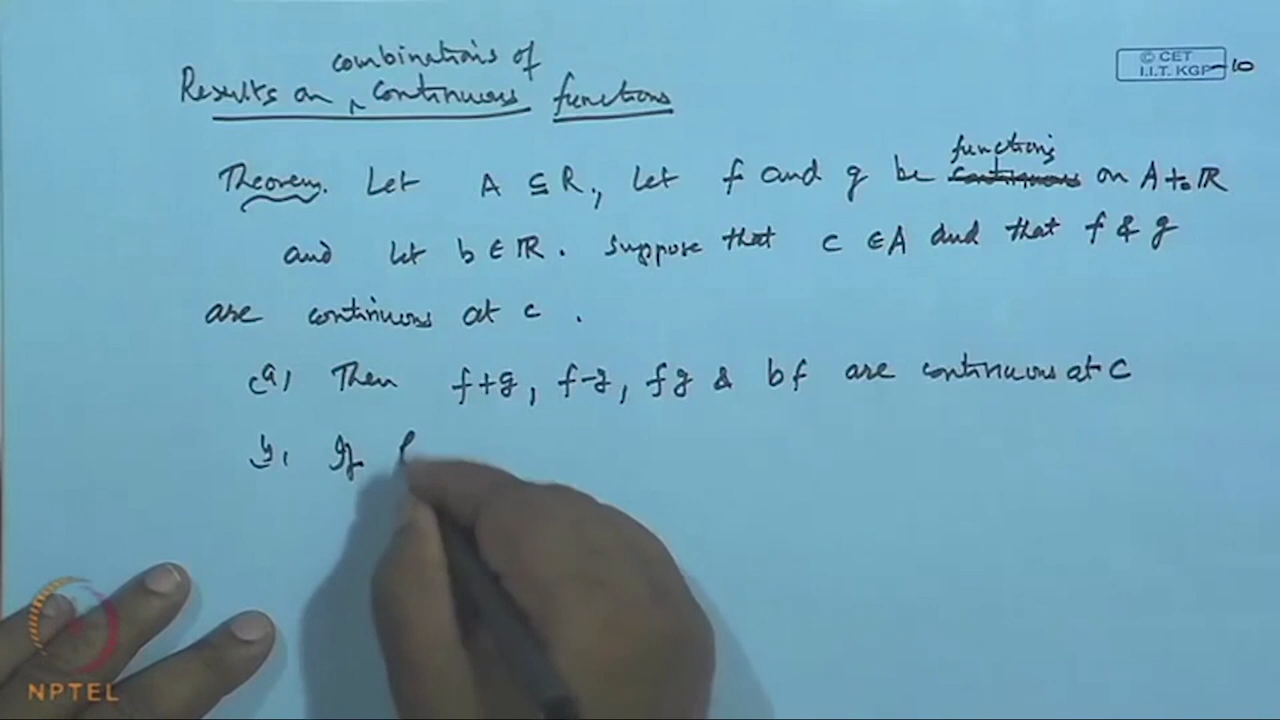 combinations of
Results on ^ continuous functions
© CET
I.I.T. KGP -10
functions
Theorem. Let A ⊆ R, Let f and g be continuous on A to R
and let b ∈ R. Suppose that c ∈ A and that f & g
are continuous at c.
(a) Then f+g, f-g, fg & bf are continuous at c
(b) If
NPTEL